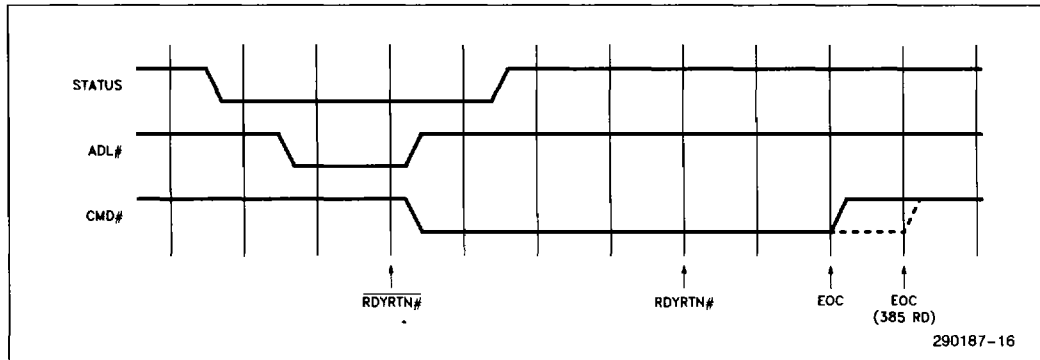 STATUS
ADL#
CMD#
RDYRTN#
RDYRTN#
EOC
EOC
(385 RD)
290187-16